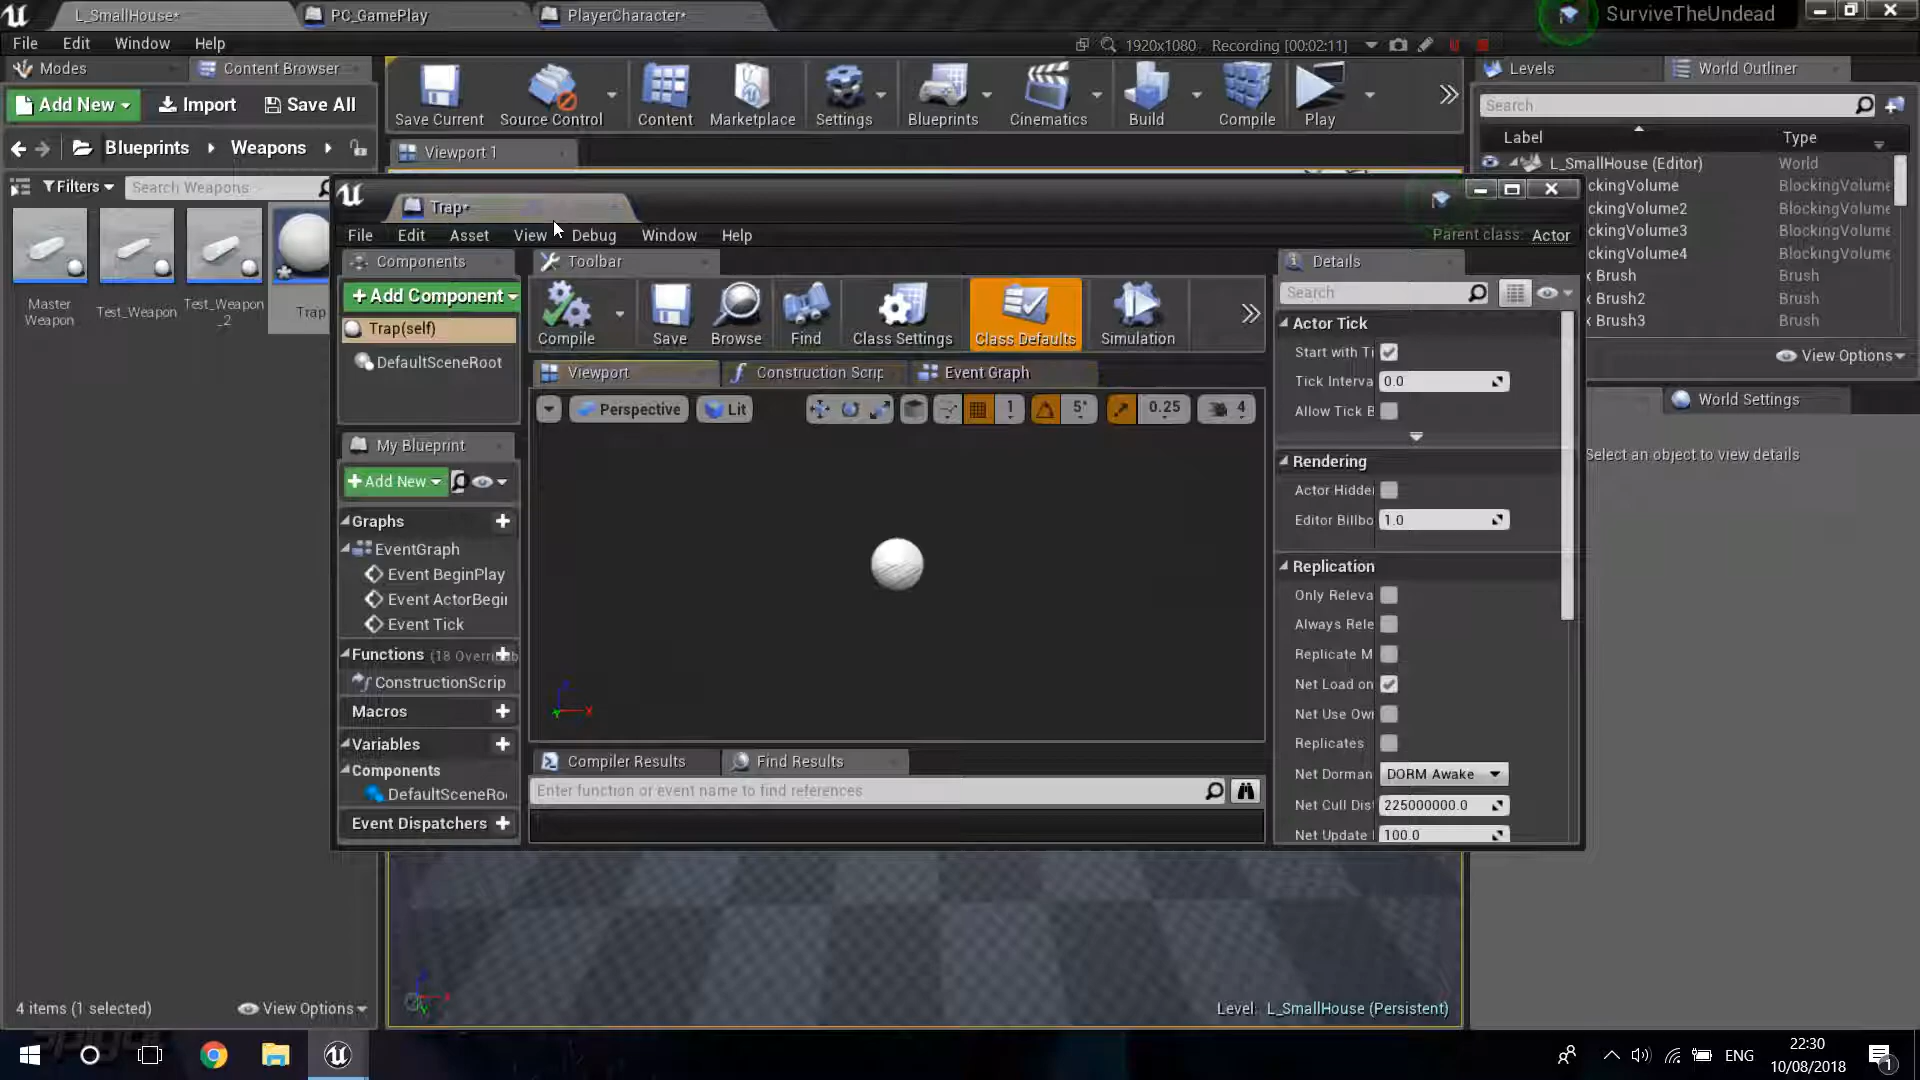 L_SmallHouse*
PC_GamePlay
PlayerCharacter*
SurviveTheUndead
File Edit Window Help
1920x1080 Recording [00:02:11]
Modes
Content Browser
Levels
World Outliner
Add New
Import
Save All
Save Current
Source Control
Content
Marketplace
Settings
Blueprints
Cinematics
Build
Compile
Play
Search
Label
Type
Blueprints
Weapons
Viewport 1
L_SmallHouse (Editor)
World
ckingVolume
BlockingVolume
ckingVolume2
BlockingVolume
ckingVolume3
BlockingVolume
ckingVolume4
BlockingVolume
x Brush
Brush
x Brush2
Brush
x Brush3
Brush
View Options
World Settings
Select an object to view details
Filters
Search Weapons
Master Weapon
Test_Weapon
Test_Weapon_2
Trap
Trap*
File Edit Asset View Debug Window Help
Parent class: Actor
Components
Toolbar
Details
Add Component
Trap(self)
DefaultSceneRoot
Compile
Save
Browse
Find
Class Settings
Class Defaults
Simulation
Search
Actor Tick
Start with Ti
Tick Interva
0.0
Allow Tick B
Viewport
Construction Scrip
Event Graph
Perspective
Lit
1
5°
0.25
4
My Blueprint
Add New
Graphs
EventGraph
Event BeginPlay
Event ActorBegin
Event Tick
Functions (18 Overrid
ConstructionScrip
Macros
Variables
Components
DefaultSceneRo
Event Dispatchers
Rendering
Actor Hidde
Editor Billbo
1.0
Replication
Only Releva
Always Rele
Replicate M
Net Load on
Net Use Ow
Replicates
Net Dorman
DORM Awake
Net Cull Dis
225000000.0
Net Update
100.0
Compiler Results
Find Results
Enter function or event name to find references
4 items (1 selected)
View Options
Level: L_SmallHouse (Persistent)
ENG
22:30
10/08/2018
1